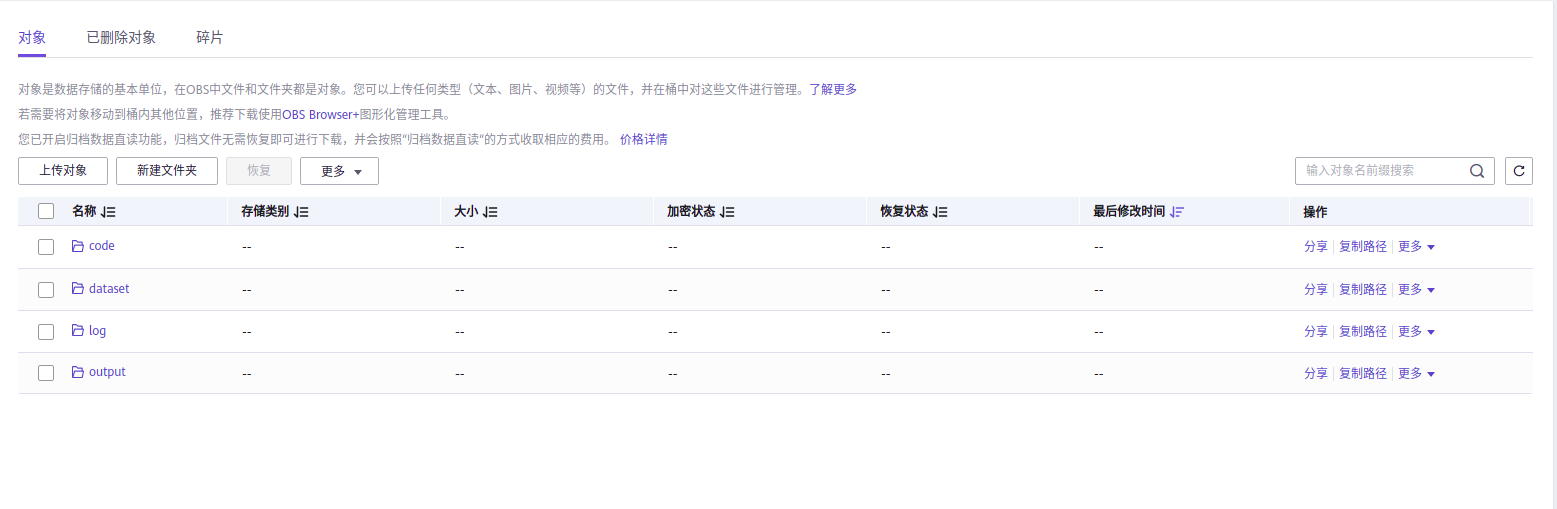 对象 已删除对象 碎片
对象是数据存储的基本单位，在OBS中文件和文件夹都是对象。您可以上传任何类型（文本、图片、视频等）的文件，并在桶中对这些文件进行管理。了解更多
若需要将对象移动到桶内其他位置，推荐下载使用OBS Browser+图形化管理工具。
您已开启归档数据直读功能，归档文件无需恢复即可进行下载，并会按照“归档数据直读”的方式收取相应的费用。 价格详情
上传对象 新建文件夹 恢复 更多 输入对象名前缀搜索
名称 存储类别 大小 加密状态 恢复状态 最后修改时间 操作
code -- -- -- -- -- 分享 复制路径 更多
dataset -- -- -- -- -- 分享 复制路径 更多
log -- -- -- -- -- 分享 复制路径 更多
output -- -- -- -- -- 分享 复制路径 更多